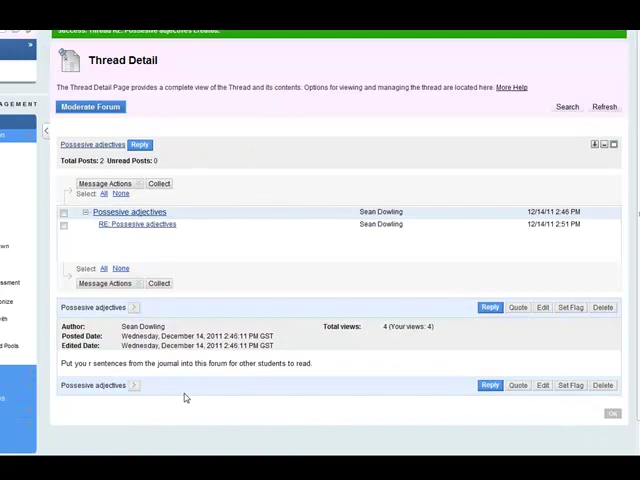 success: Thread RE: Possesive adjectives created.
Thread Detail
The Thread Detail Page provides a complete view of the Thread and its contents. Options for viewing and managing the thread are located here. More Help
AGEMENT
Moderate Forum
Search
Refresh
Possesive adjectives
Reply
Total Posts: 2 Unread Posts: 0
Message Actions
Collect
Select: All None
Possesive adjectives
Sean Dowling
12/14/11 2:46 PM
RE: Possesive adjectives
Sean Dowling
12/14/11 2:51 PM
Select: All None
Message Actions
Collect
Possesive adjectives
Reply
Quote
Edit
Set Flag
Delete
Author: Sean Dowling
Total views: 4 (Your views: 4)
Posted Date: Wednesday, December 14, 2011 2:46:11 PM GST
Edited Date: Wednesday, December 14, 2011 2:46:11 PM GST
Put you r sentences from the journal into this forum for other students to read.
Possesive adjectives
Reply
Quote
Edit
Set Flag
Delete
OK